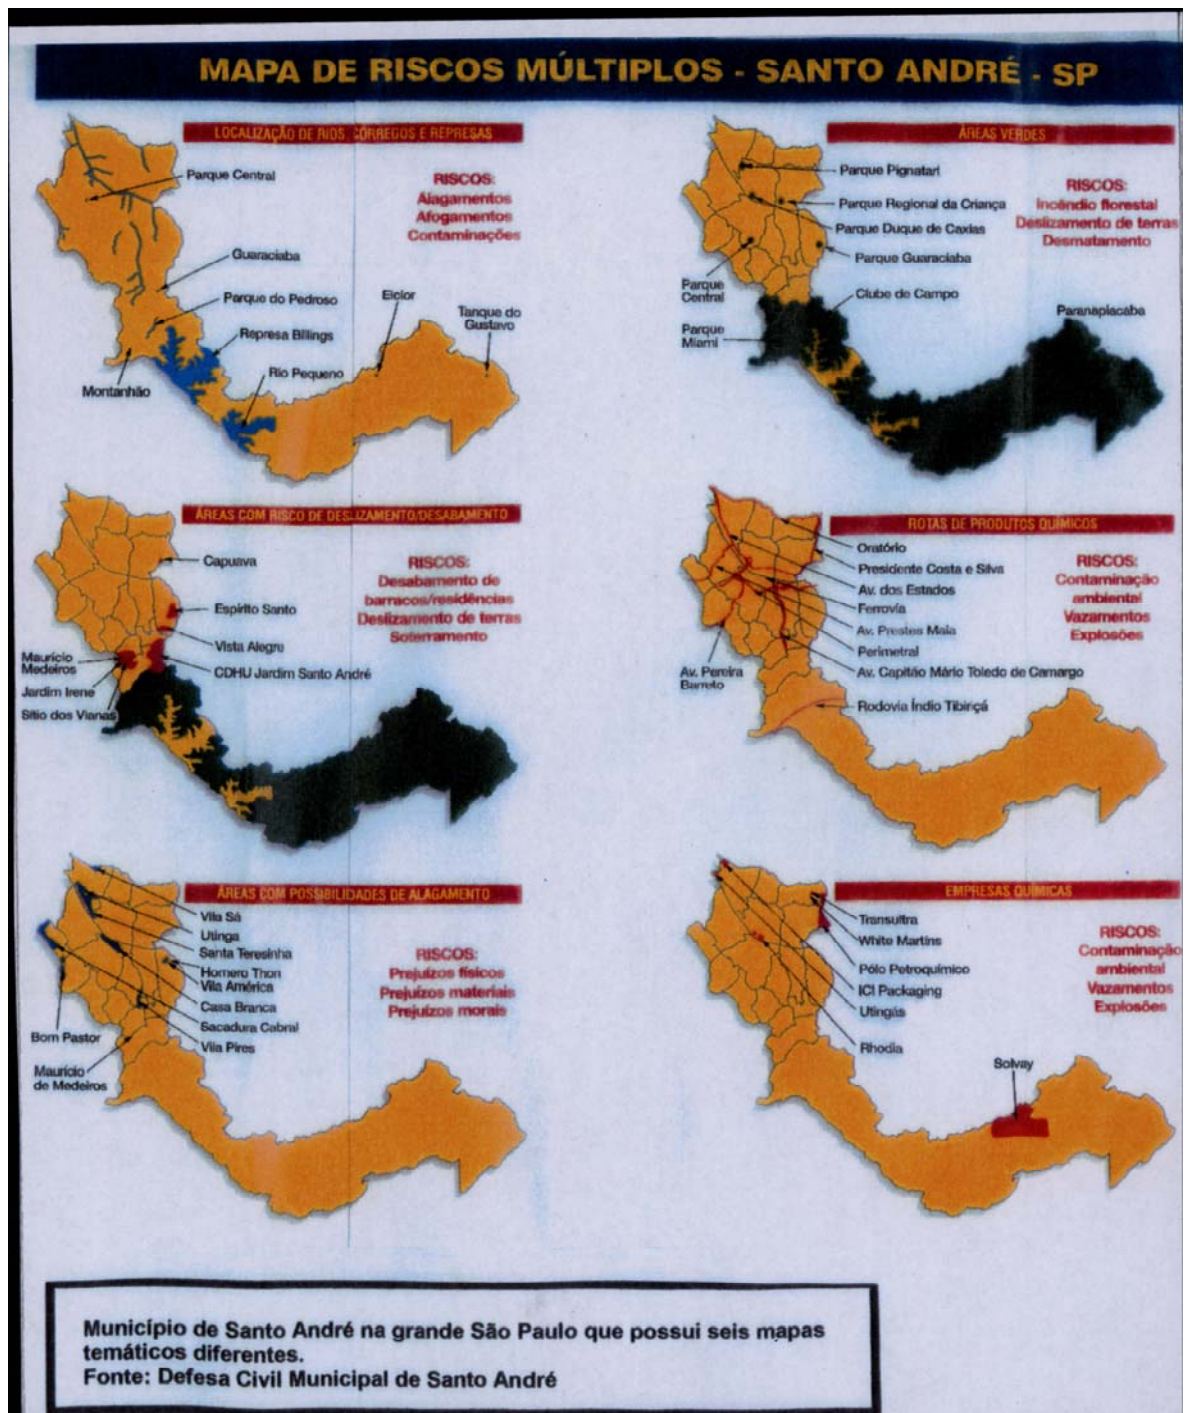 MAPA DE RISCOS MÚLTIPLOS - SANTO ANDRÉ - SP
LOCALIZAÇÃO DE RIOS, CÓRREGOS E REPRESAS
Parque Central
RISCOS:
Alagamentos
Afogamentos
Contaminações
Guaraciaba
Parque do Pedroso
Elclor
Tanque do
Gustavo
Represa Billings
Rio Pequeno
Montanhão
ÁREAS VERDES
Parque Pignatari
RISCOS:
Incêndio florestal
Deslizamento de terras
Desmatamento
Parque Regional da Criança
Parque Duque de Caxias
Parque Guaraciaba
Parque
Central
Clube de Campo
Parque
Miami
Paranapiacaba
ÁREAS COM RISCO DE DESLIZAMENTO/DESABAMENTO
Capuava
RISCOS:
Desabamento de
barracos/residências
Deslizamento de terras
Soterramento
Espírito Santo
Vista Alegre
Maurício
Medeiros
CDHU Jardim Santo André
Jardim Irene
Sítio dos Vianas
ROTAS DE PRODUTOS QUÍMICOS
Oratório
Presidente Costa e Silva
Av. dos Estados
Ferrovia
Av. Prestes Maia
Perimetral
Av. Capitão Mário Toledo de Camargo
Av. Pereira
Barreto
Rodovia Índio Tibiriçá
RISCOS:
Contaminação
ambiental
Vazamentos
Explosões
ÁREAS COM POSSIBILIDADES DE ALAGAMENTO
Vila Sá
Utinga
Santa Teresinha
Homero Thon
Vila América
Casa Branca
Sacadura Cabral
Vila Pires
Bom Pastor
Maurício
de Medeiros
RISCOS:
Prejuízos físicos
Prejuízos materiais
Prejuízos morais
EMPRESAS QUÍMICAS
Transultra
White Martins
Pólo Petroquímico
ICI Packaging
Utingás
Rhodia
Solvay
RISCOS:
Contaminação
ambiental
Vazamentos
Explosões
Município de Santo André na grande São Paulo que possui seis mapas
temáticos diferentes.
Fonte: Defesa Civil Municipal de Santo André